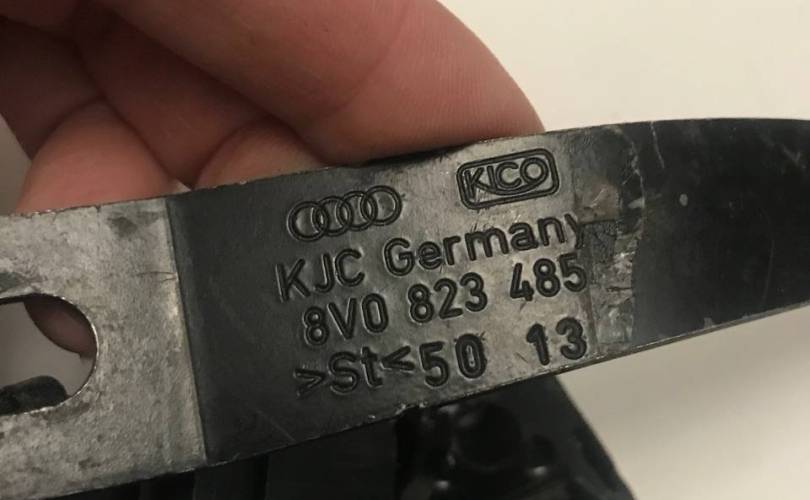 KICO
KJC Germany
8V0 823 485
>St<50 13